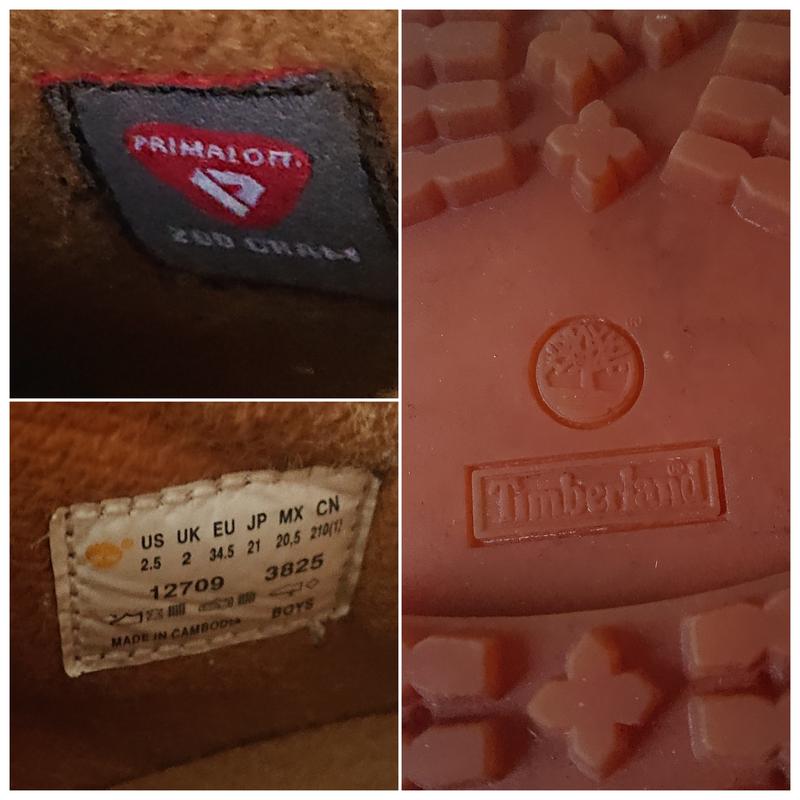 PRIMALOFT®
200 GRAM
US UK EU JP MX CN
2.5 2 34.5 21 20.5 210(1)
12709 3825
BOYS
MADE IN CAMBODIA
®
Timberland®